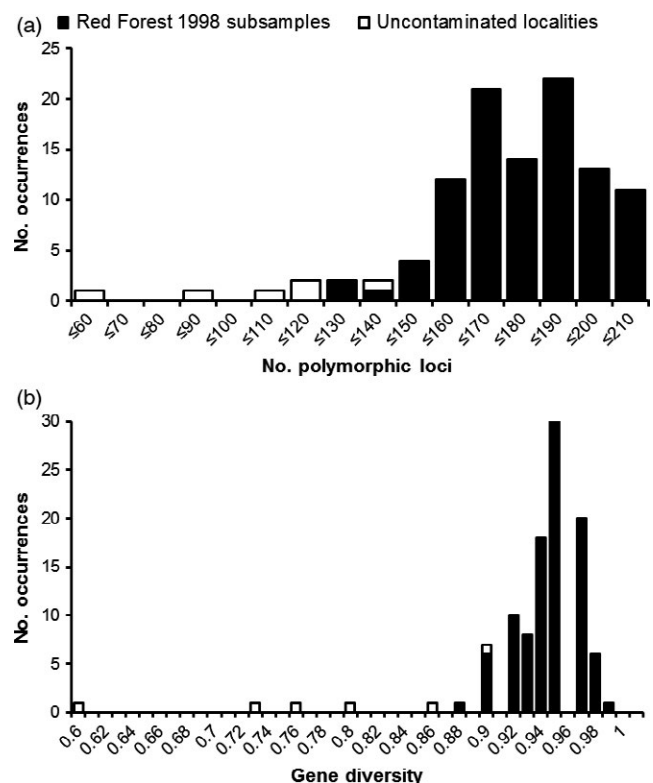 (a) Red Forest 1998 subsamples Uncontaminated localities
25
20
15
10
5
0
No. occurrences
≤60 ≤70 ≤80 ≤90 ≤100 ≤110 ≤120 ≤130 ≤140 ≤150 ≤160 ≤170 ≤180 ≤190 ≤200 ≤210
No. polymorphic loci
(b)
30
25
20
15
10
5
0
No. occurrences
0.6 0.62 0.64 0.66 0.68 0.7 0.72 0.74 0.76 0.78 0.8 0.82 0.84 0.86 0.88 0.9 0.92 0.94 0.96 0.98 1
Gene diversity